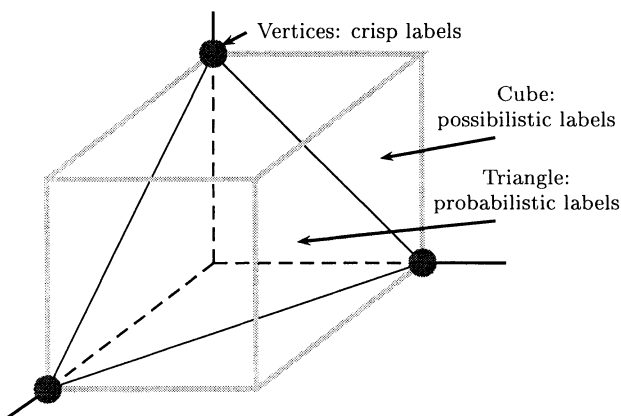 Vertices: crisp labels
Cube:
possibilistic labels
Triangle:
probabilistic labels